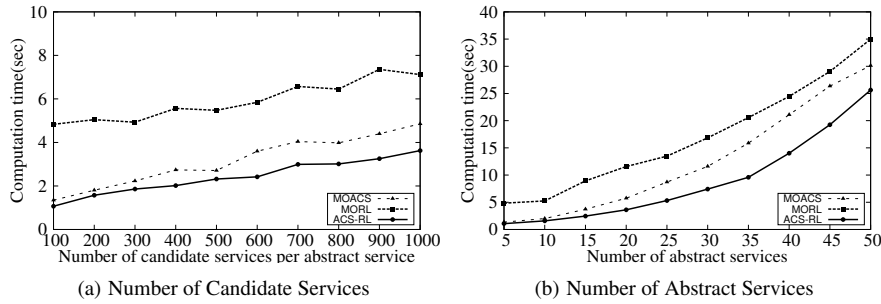 10
8
6
4
2
0
Computation time(sec)
MOACS
MORL
ACS-RL
100 200 300 400 500 600 700 800 900 1000
Number of candidate services per abstract service
(a) Number of Candidate Services
40
35
30
25
20
15
10
5
0
Computation time(sec)
MOACS
MORL
ACS-RL
5 10 15 20 25 30 35 40 45 50
Number of abstract services
(b) Number of Abstract Services